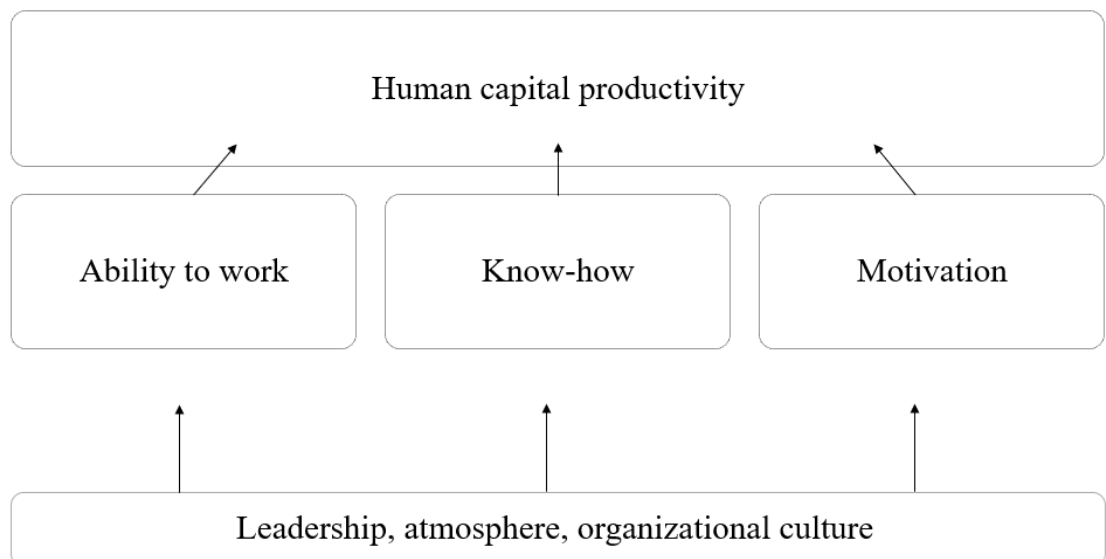 Human capital productivity
Ability to work
Know-how
Motivation
Leadership, atmosphere, organizational culture